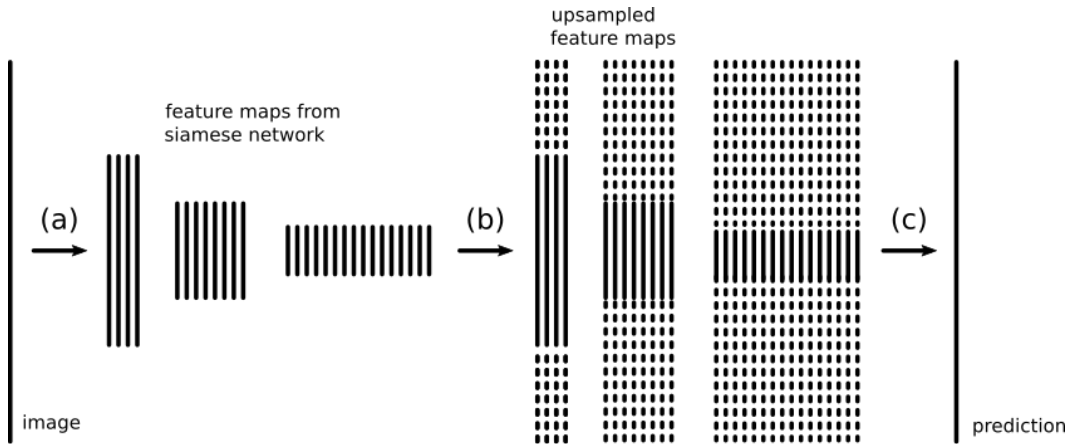 upsampled
feature maps
feature maps from
siamese network
(a)
(b)
(c)
image
prediction